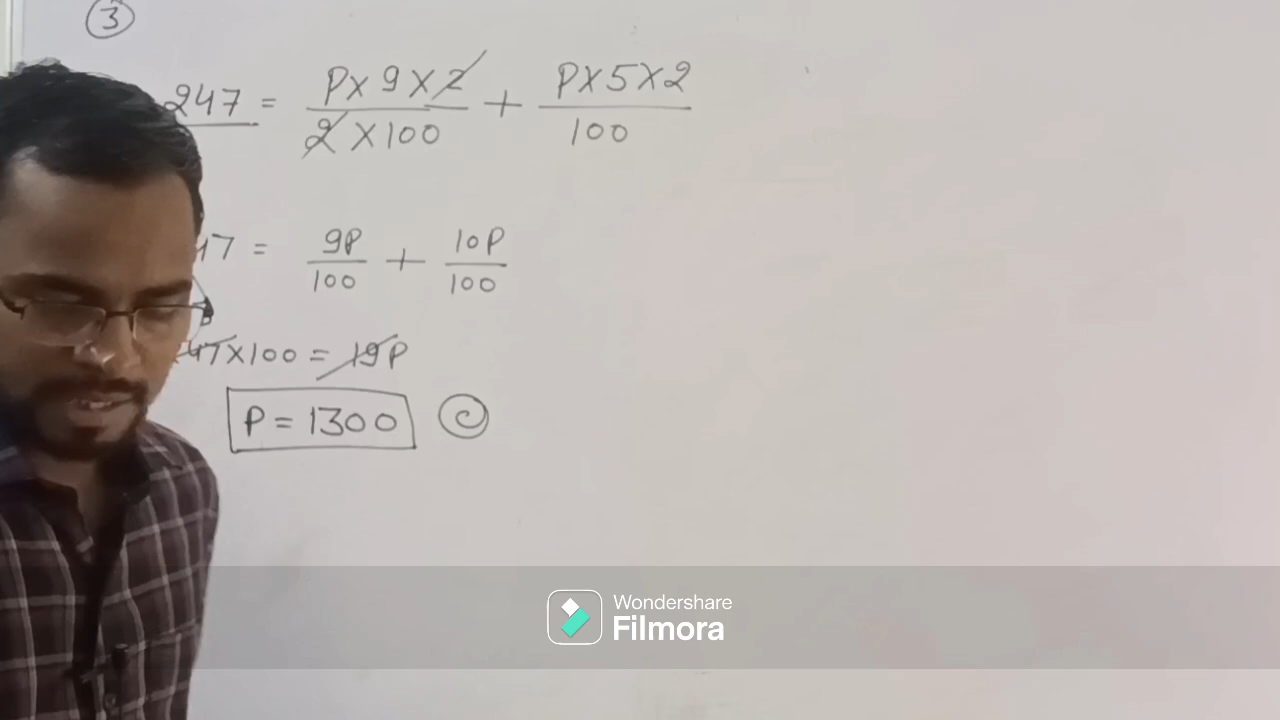 ③
247 = P×9×2 / 2×100 + P×5×2 / 100
47 = 9P/100 + 10P/100
47×100 = 19P
P = 1300 ⓒ
Wondershare
Filmora